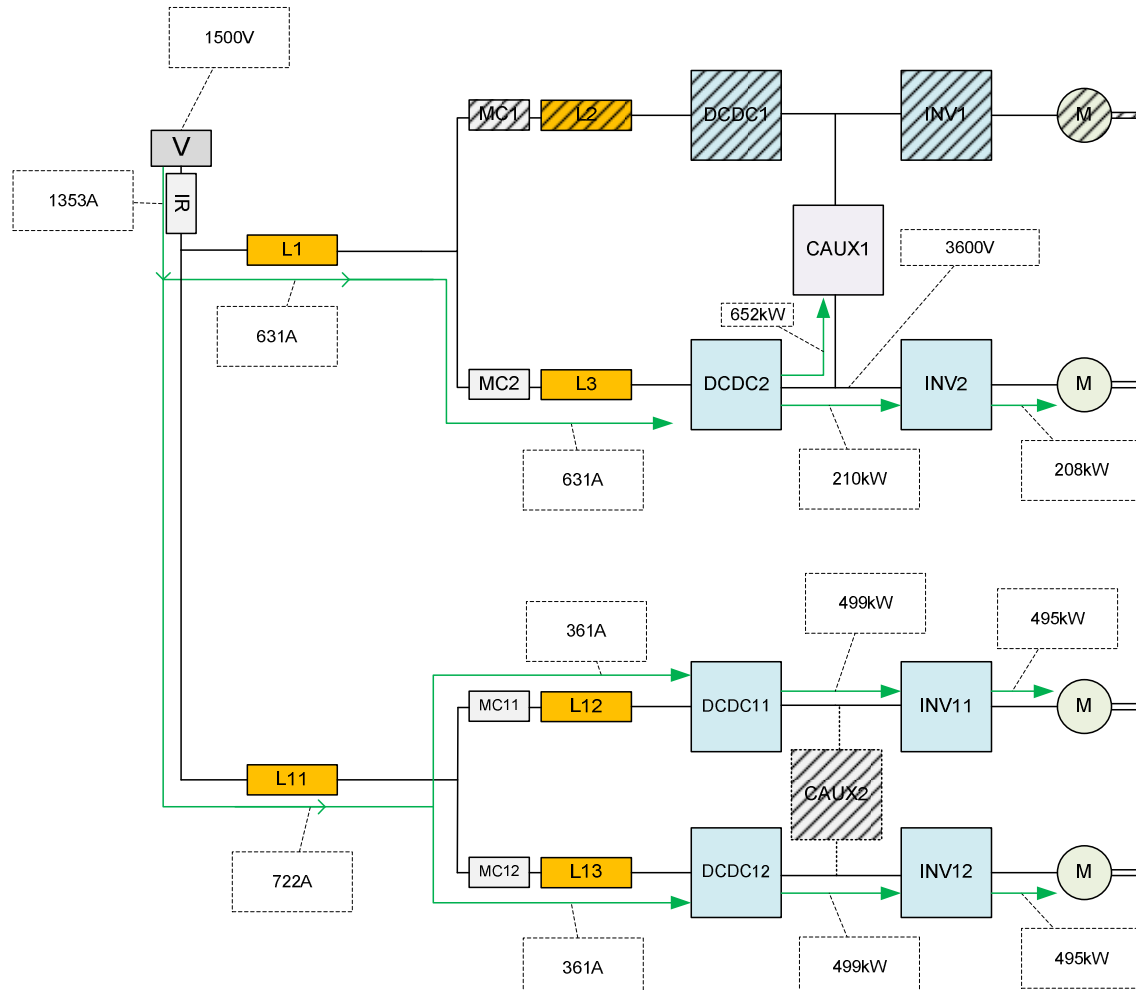 1500V
V
IR
1353A
L1
631A
MC1
L2
DCDC1
INV1
M
CAUX1
3600V
652kW
MC2
L3
DCDC2
INV2
M
631A
210kW
208kW
361A
499kW
495kW
MC11
L12
DCDC11
INV11
M
L11
722A
CAUX2
MC12
L13
DCDC12
INV12
M
361A
499kW
495kW